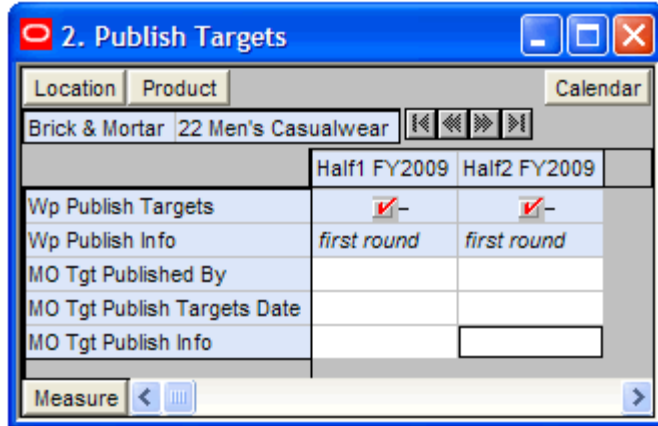 2. Publish Targets
Location Product Calendar
Brick & Mortar 22 Men's Casualwear
Half1 FY2009 Half2 FY2009
Wp Publish Targets - -
Wp Publish Info first round first round
MO Tgt Published By
MO Tgt Publish Targets Date
MO Tgt Publish Info
Measure